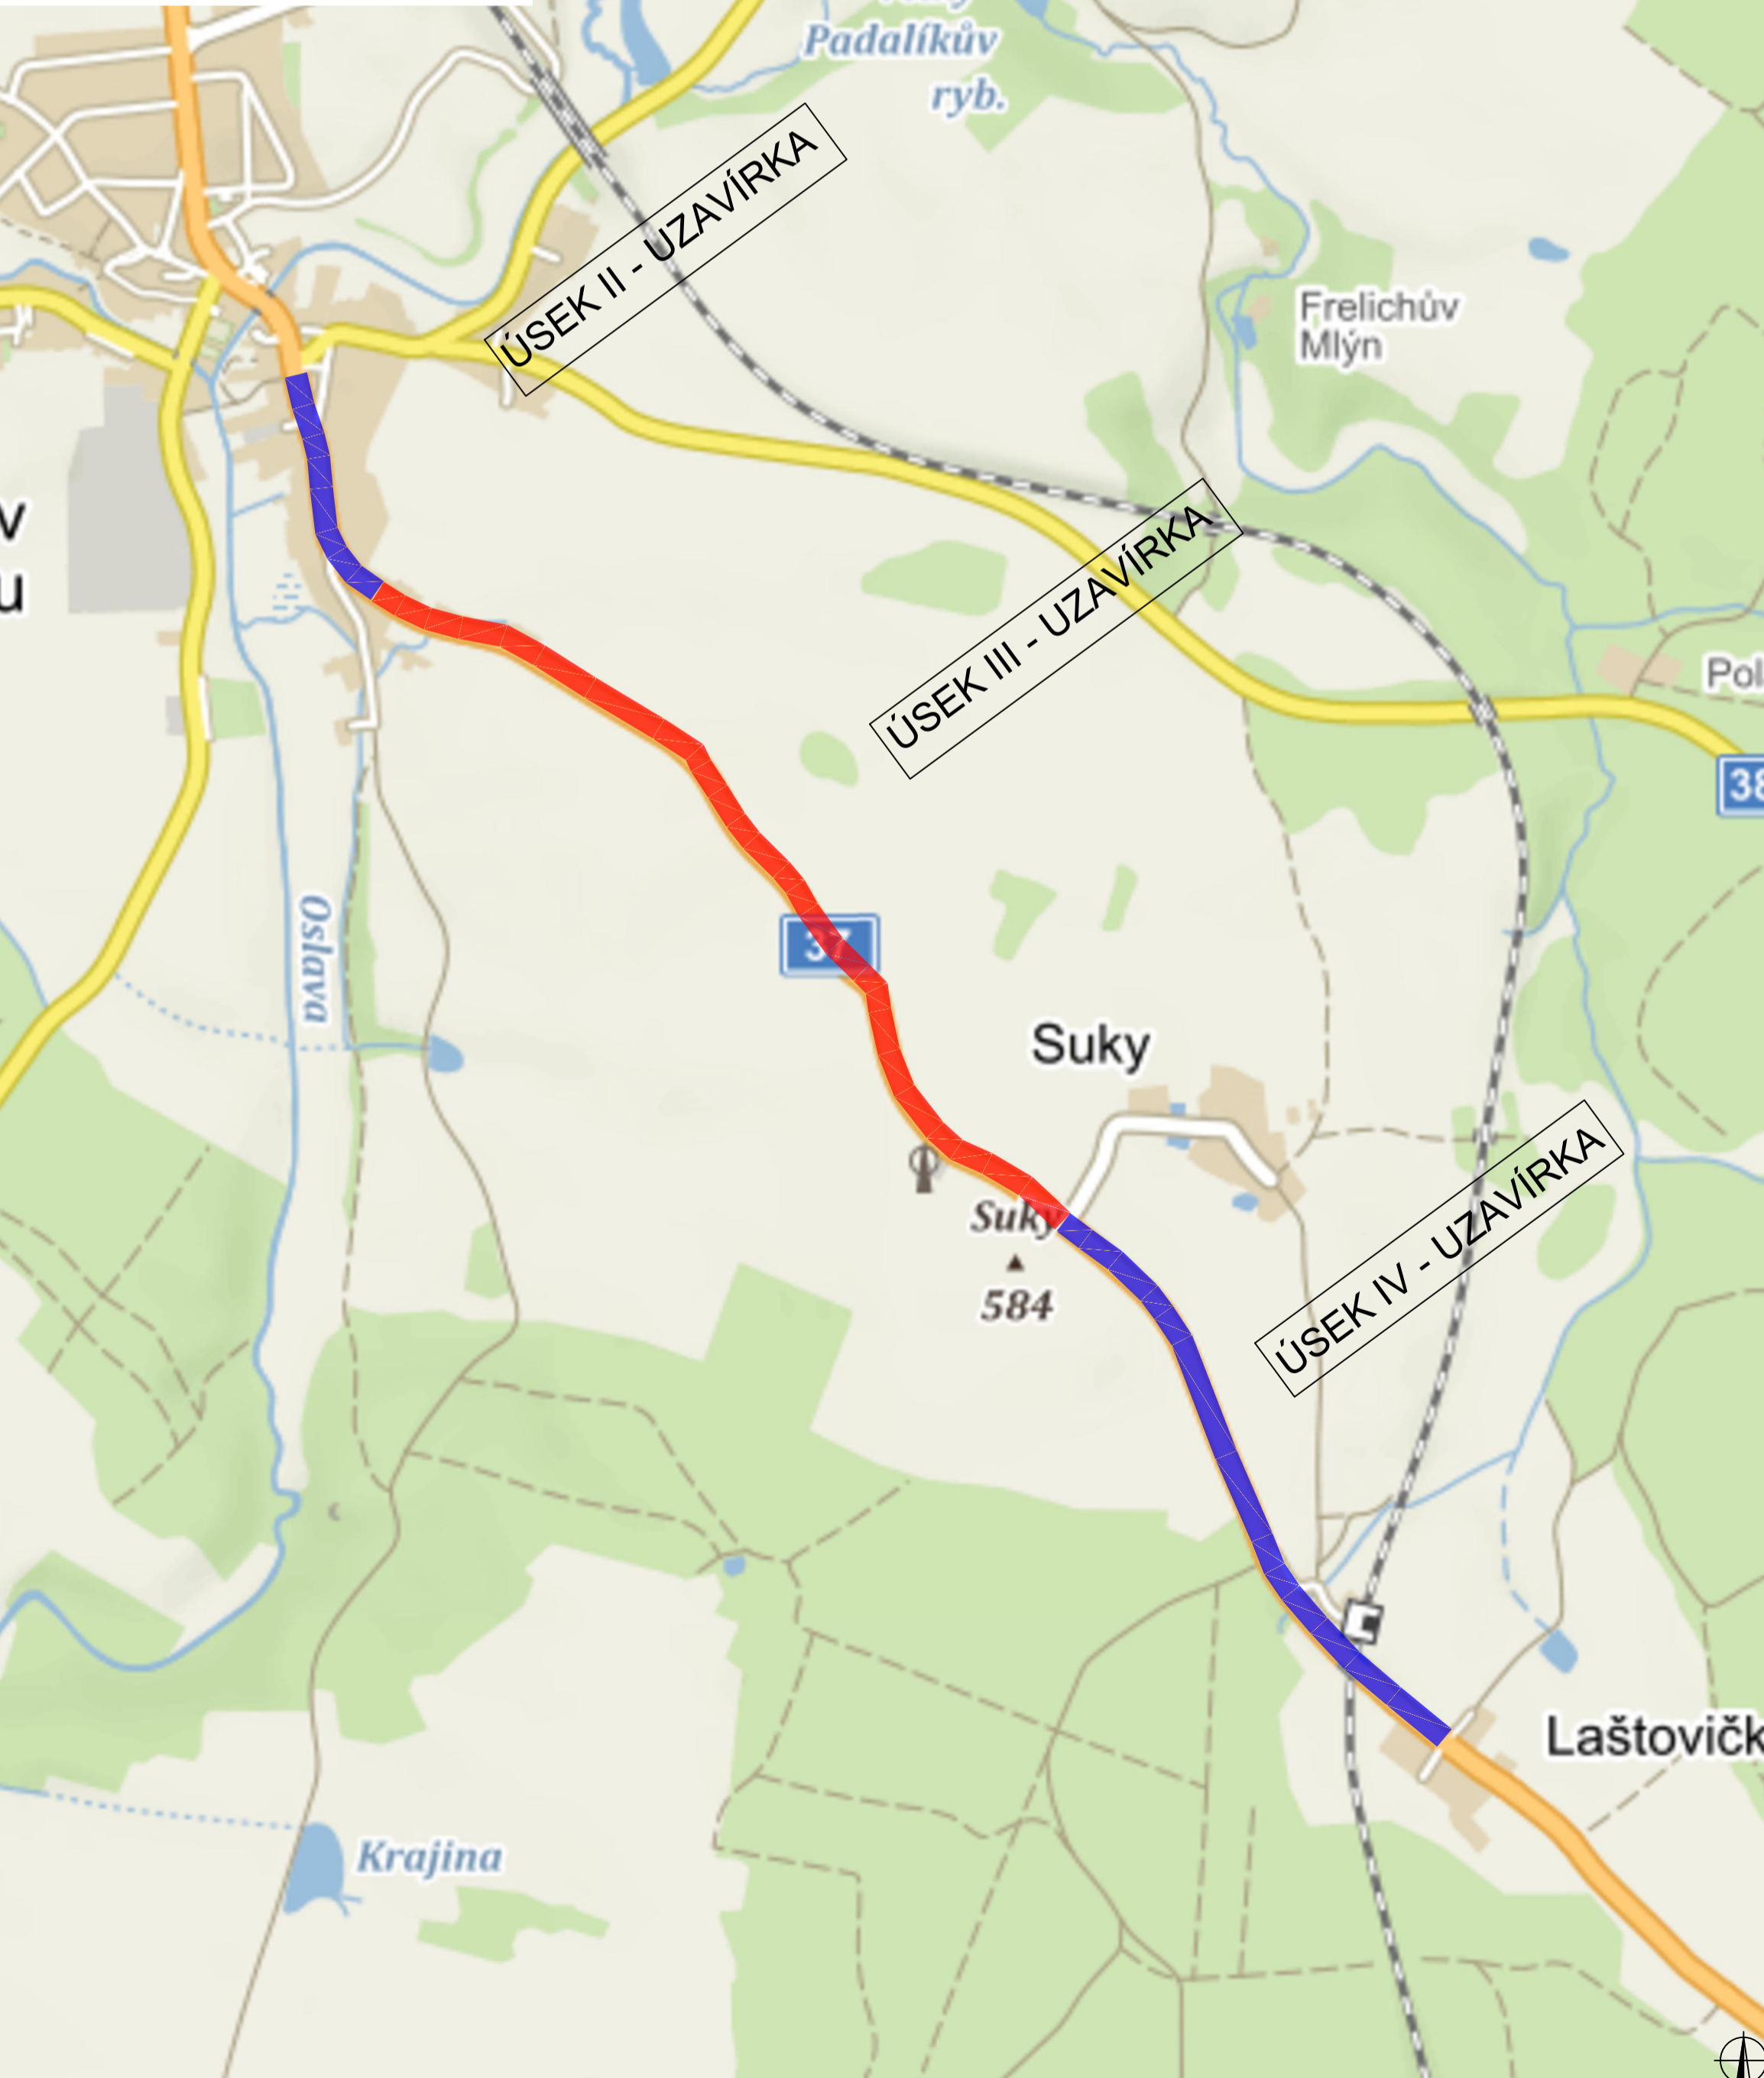 Padalíkův
ryb.
ÚSEK II - UZAVÍRKA
Frelichův
Mlýn
ÚSEK III - UZAVÍRKA
v
u
Pol
38
Oslava
37
Suky
ÚSEK IV - UZAVÍRKA
Suky
584
Laštovičk
Krajina